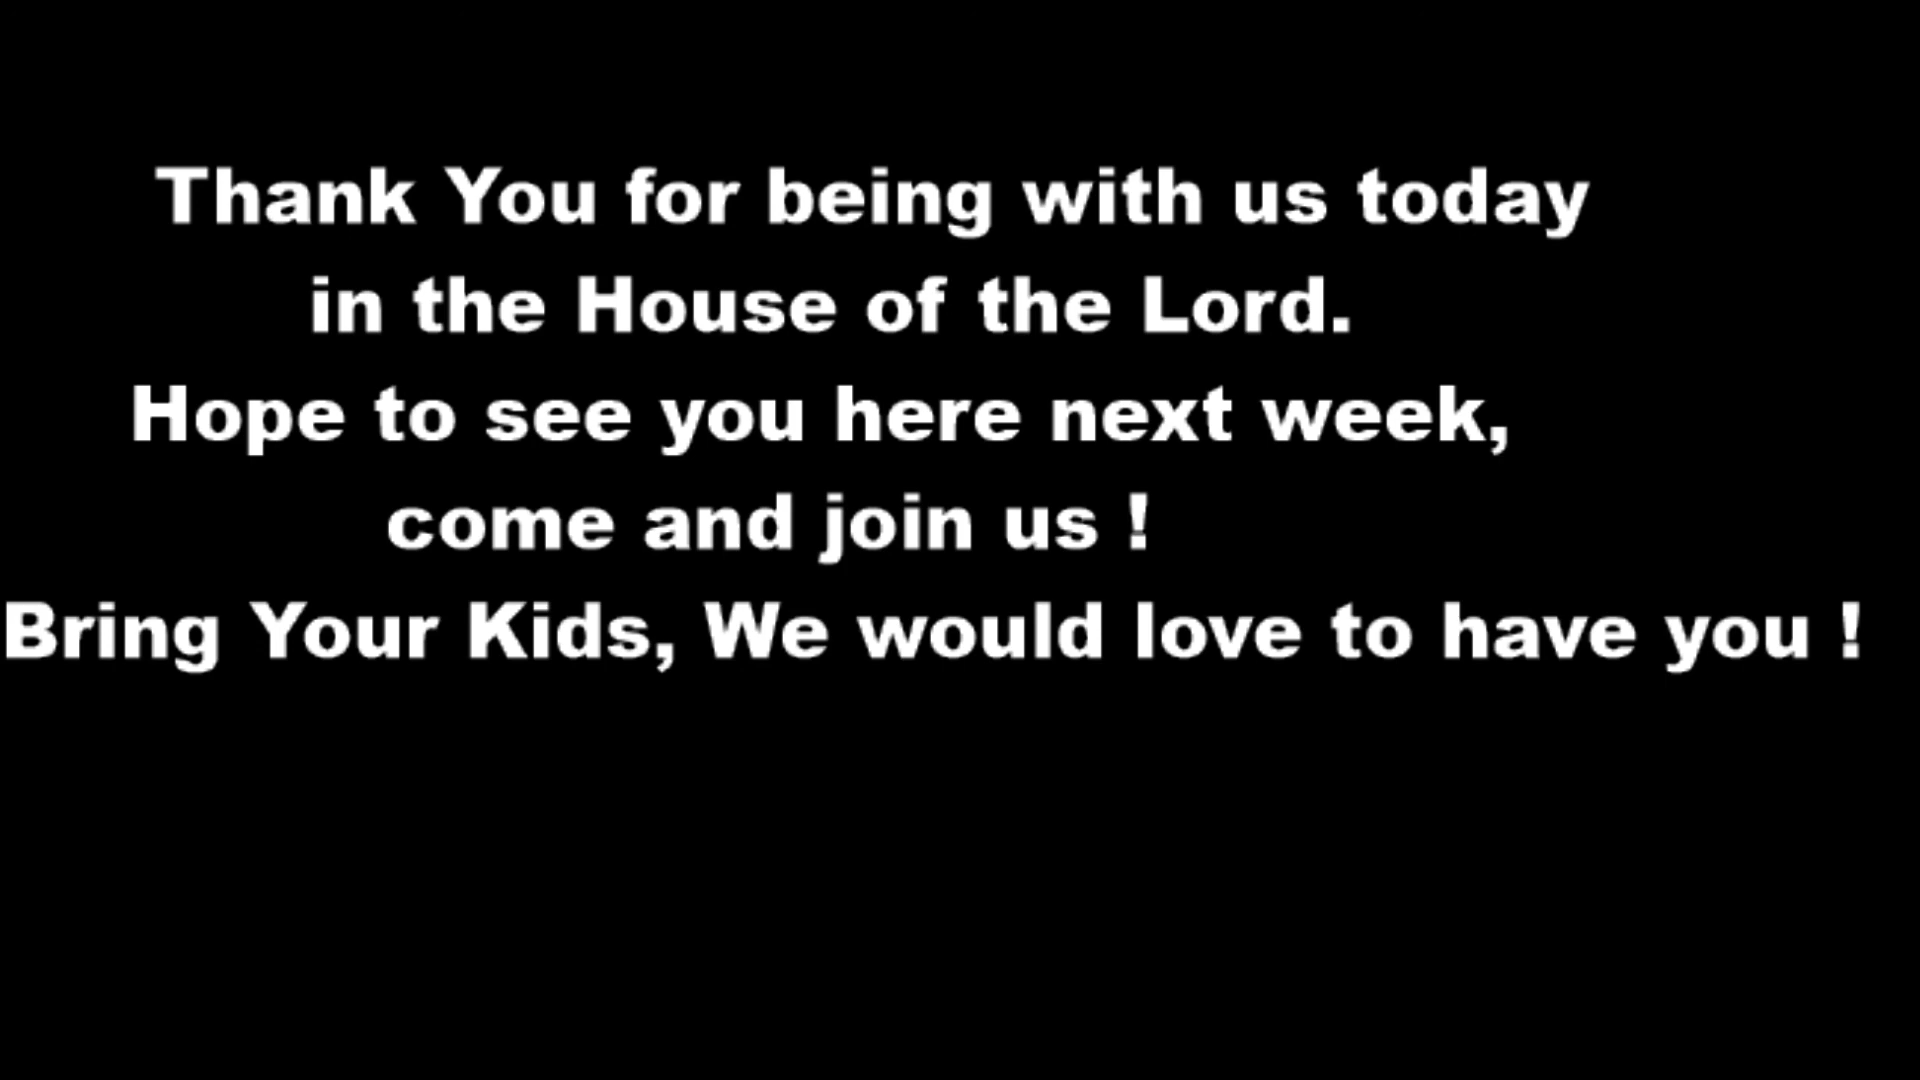 Thank You for being with us today
in the House of the Lord.
Hope to see you here next week,
come and join us !
Bring Your Kids, We would love to have you !